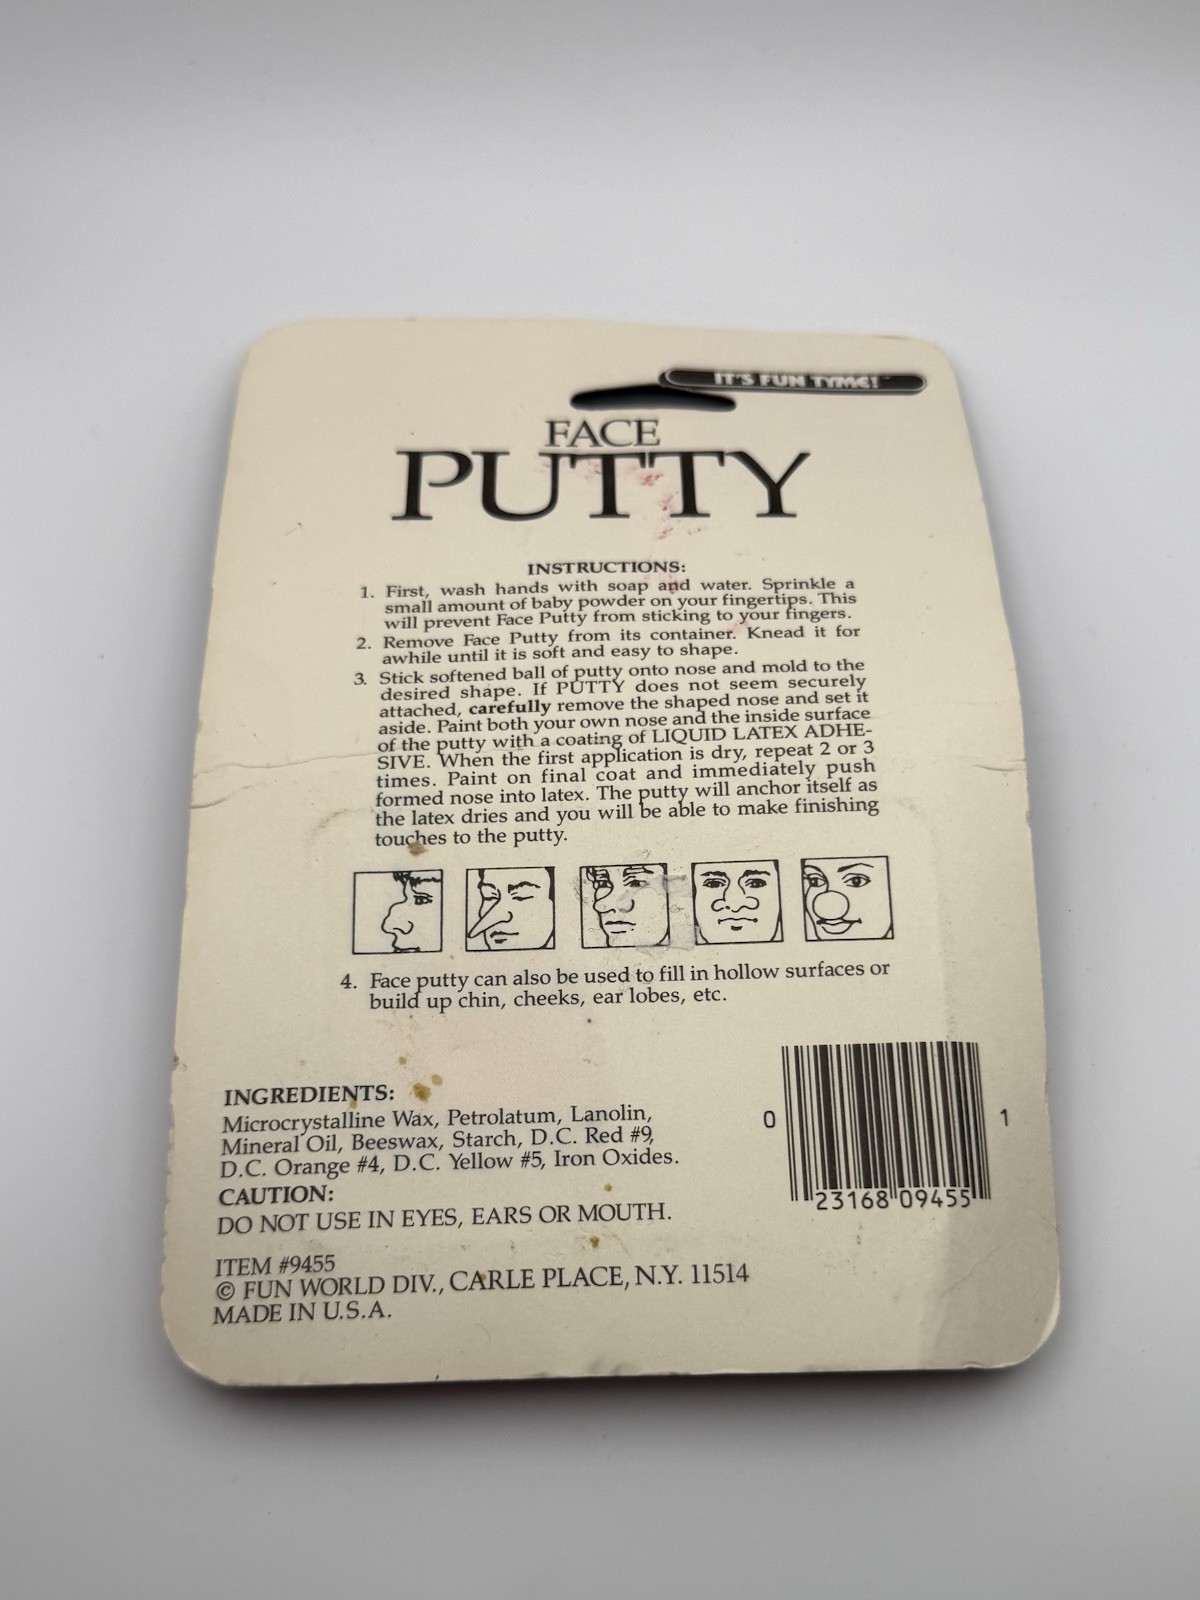 IT'S FUN TYME!
FACE
PUTTY
INSTRUCTIONS:
1. First, wash hands with soap and water. Sprinkle a
small amount of baby powder on your fingertips. This
will prevent Face Putty from sticking to your fingers.
2. Remove Face Putty from its container. Knead it for
awhile until it is soft and easy to shape.
3. Stick softened ball of putty onto nose and mold to the
desired shape. If PUTTY does not seem securely
attached, carefully remove the shaped nose and set it
aside. Paint both your own nose and the inside surface
of the putty with a coating of LIQUID LATEX ADHE-
SIVE. When the first application is dry, repeat 2 or 3
times. Paint on final coat and immediately push
formed nose into latex. The putty will anchor itself as
the latex dries and you will be able to make finishing
touches to the putty.
4. Face putty can also be used to fill in hollow surfaces or
build up chin, cheeks, ear lobes, etc.
INGREDIENTS:
Microcrystalline Wax, Petrolatum, Lanolin,
Mineral Oil, Beeswax, Starch, D.C. Red #9,
D.C. Orange #4, D.C. Yellow #5, Iron Oxides.
CAUTION:
DO NOT USE IN EYES, EARS OR MOUTH.
ITEM #9455
© FUN WORLD DIV., CARLE PLACE, N.Y. 11514
MADE IN U.S.A.
0 23168 09455 1